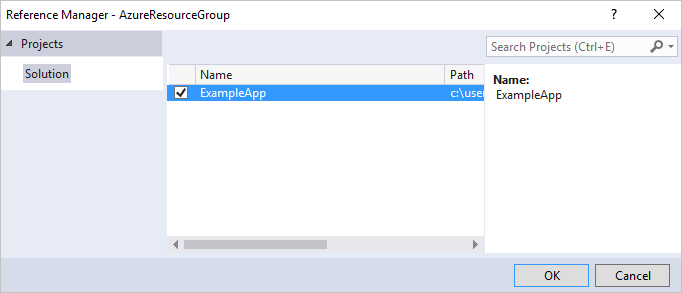 Reference Manager - AzureResourceGroup
Projects
Search Projects (Ctrl+E)
Solution
Name Path
ExampleApp c:\user
Name:
ExampleApp
OK Cancel